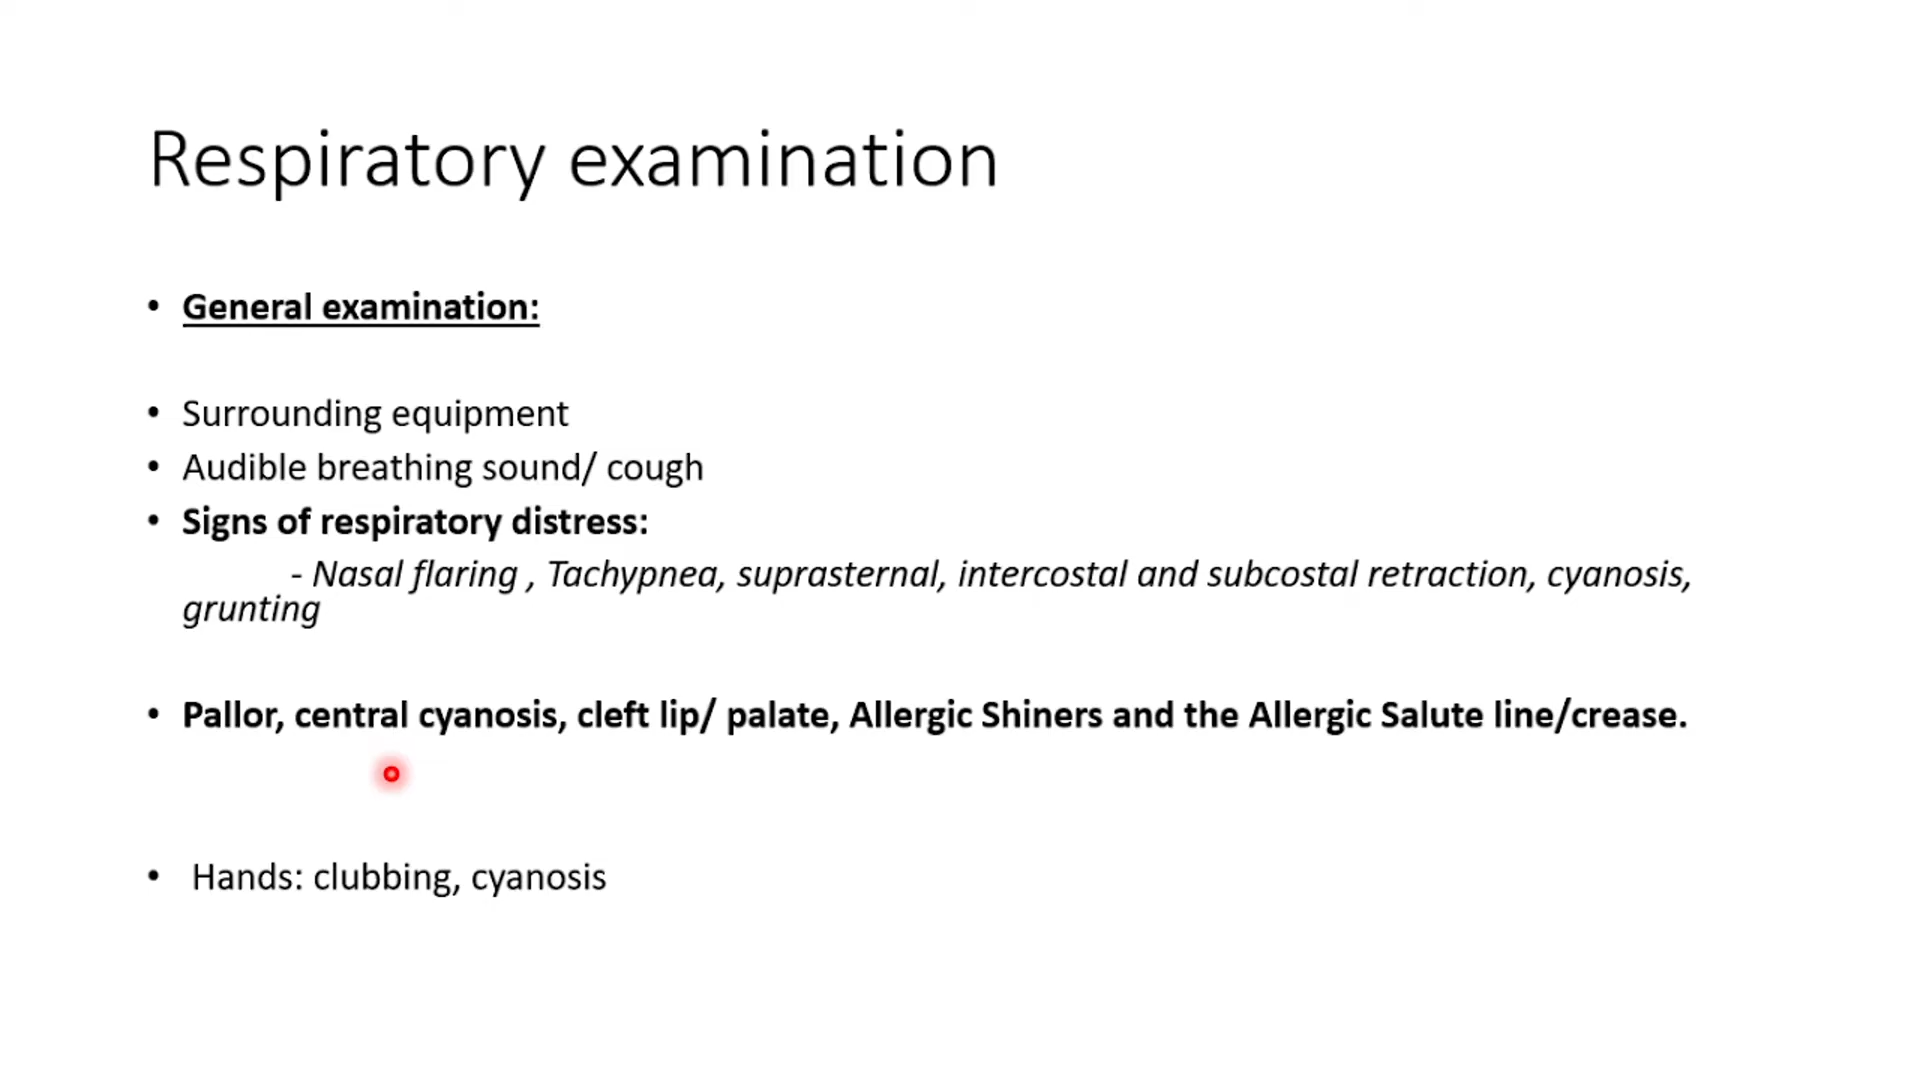 Respiratory examination
• General examination:
• Surrounding equipment
• Audible breathing sound/ cough
• Signs of respiratory distress:
- Nasal flaring , Tachypnea, suprasternal, intercostal and subcostal retraction, cyanosis,
grunting
• Pallor, central cyanosis, cleft lip/ palate, Allergic Shiners and the Allergic Salute line/crease.
• Hands: clubbing, cyanosis